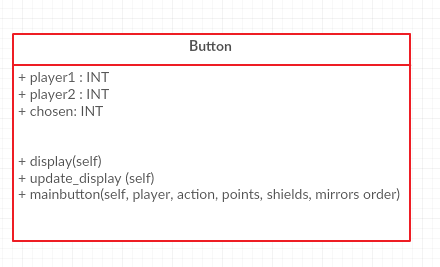 Button
+ player1 : INT
+ player2 : INT
+ chosen: INT
+ display(self)
+ update_display (self)
+ mainbutton(self, player, action, points, shields, mirrors order)